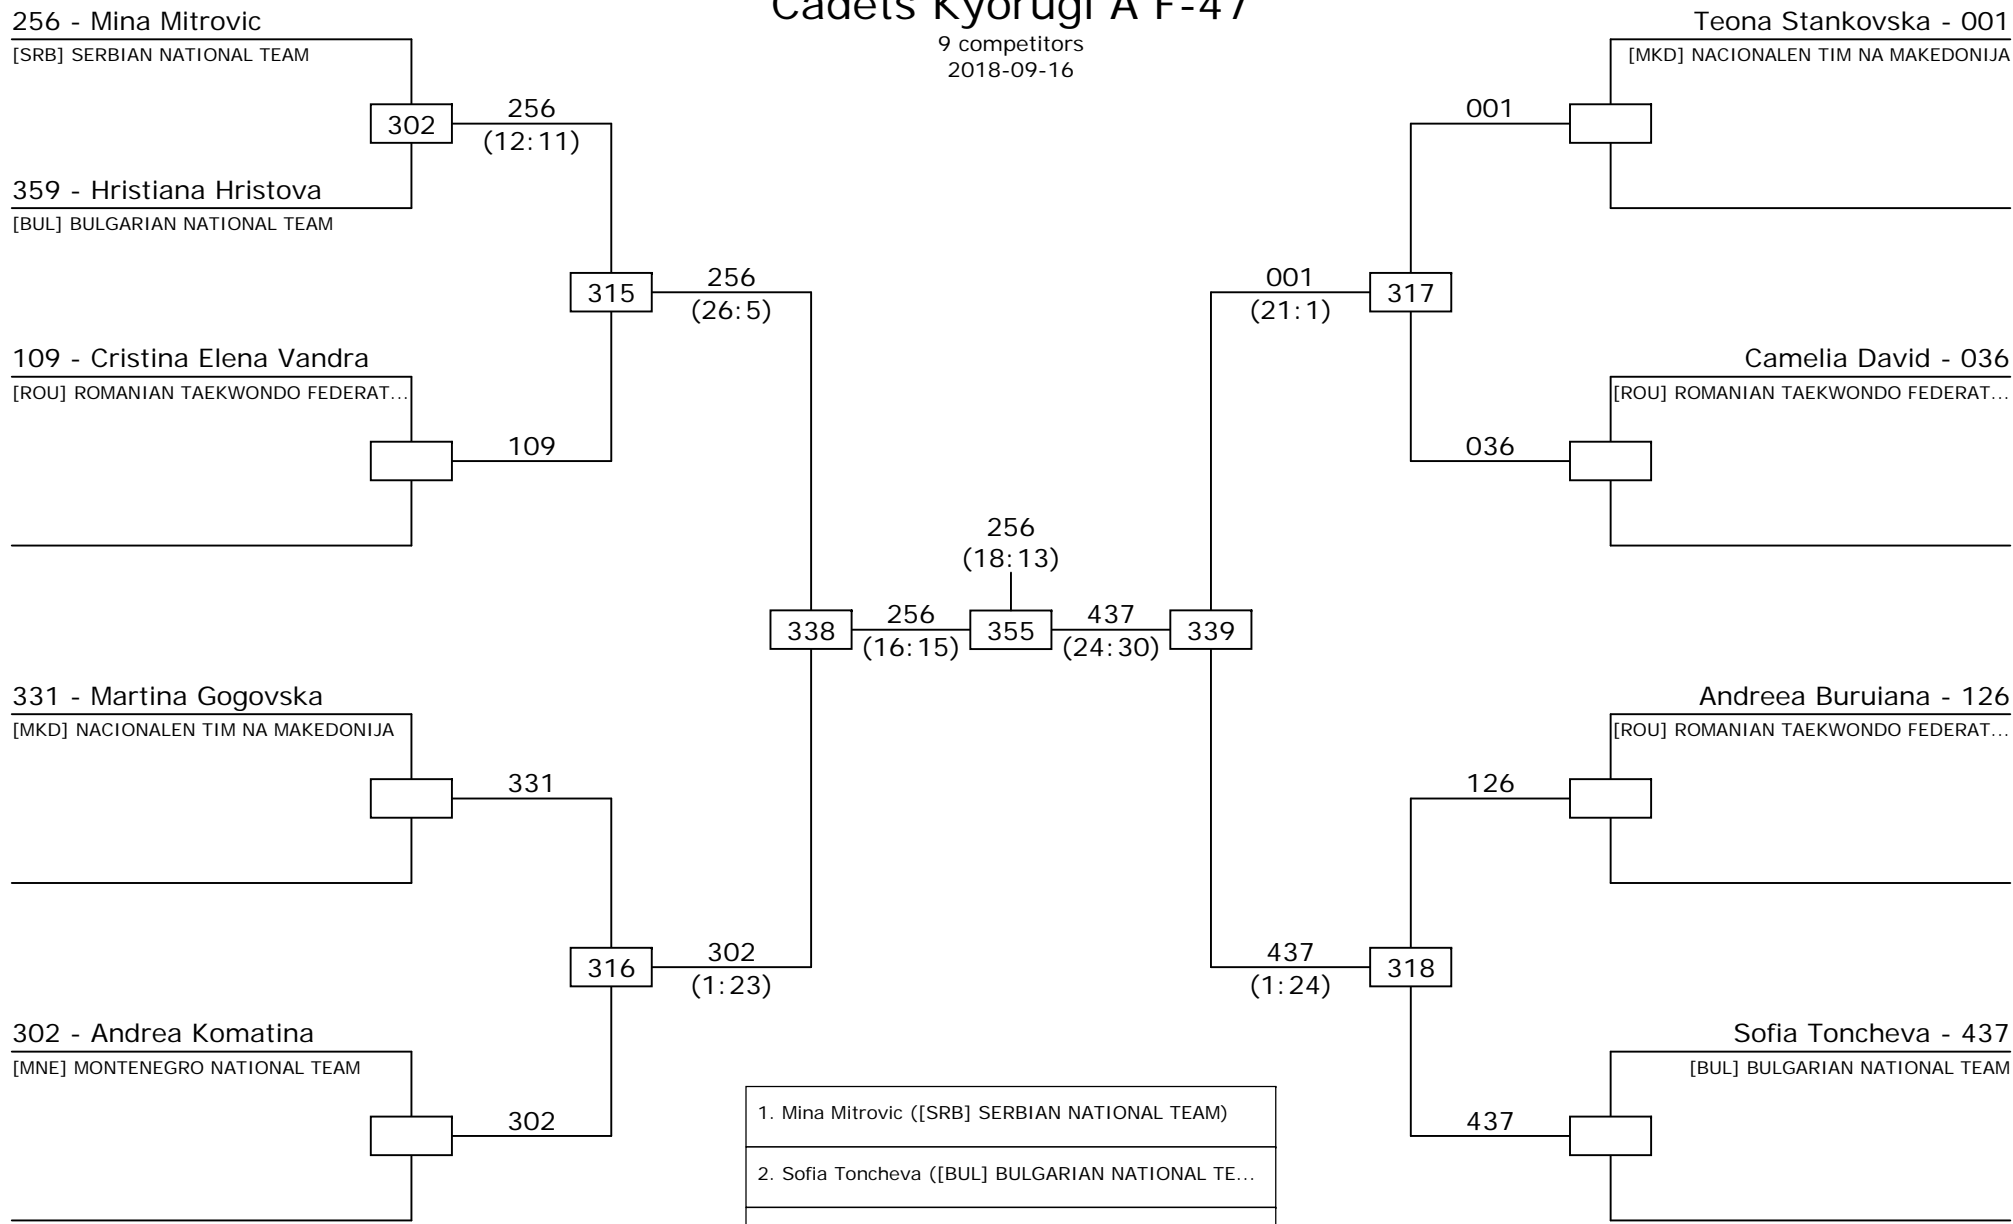 Cadets Kyorugi A F-47
9 competitors
2018-09-16
256 - Mina Mitrovic
[SRB] SERBIAN NATIONAL TEAM
302
256
(12:11)
359 - Hristiana Hristova
[BUL] BULGARIAN NATIONAL TEAM
315
256
(26:5)
109 - Cristina Elena Vandra
[ROU] ROMANIAN TAEKWONDO FEDERAT...
109
338
256
(16:15)
331 - Martina Gogovska
[MKD] NACIONALEN TIM NA MAKEDONIJA
331
316
302
(1:23)
302 - Andrea Komatina
[MNE] MONTENEGRO NATIONAL TEAM
302
256
(18:13)
355
437
(24:30)
339
Teona Stankovska - 001
[MKD] NACIONALEN TIM NA MAKEDONIJA
001
001
(21:1)
317
Camelia David - 036
[ROU] ROMANIAN TAEKWONDO FEDERAT...
036
Andreea Buruiana - 126
[ROU] ROMANIAN TAEKWONDO FEDERAT...
126
437
(1:24)
318
Sofia Toncheva - 437
[BUL] BULGARIAN NATIONAL TEAM
437
1. Mina Mitrovic ([SRB] SERBIAN NATIONAL TEAM)
2. Sofia Toncheva ([BUL] BULGARIAN NATIONAL TE...